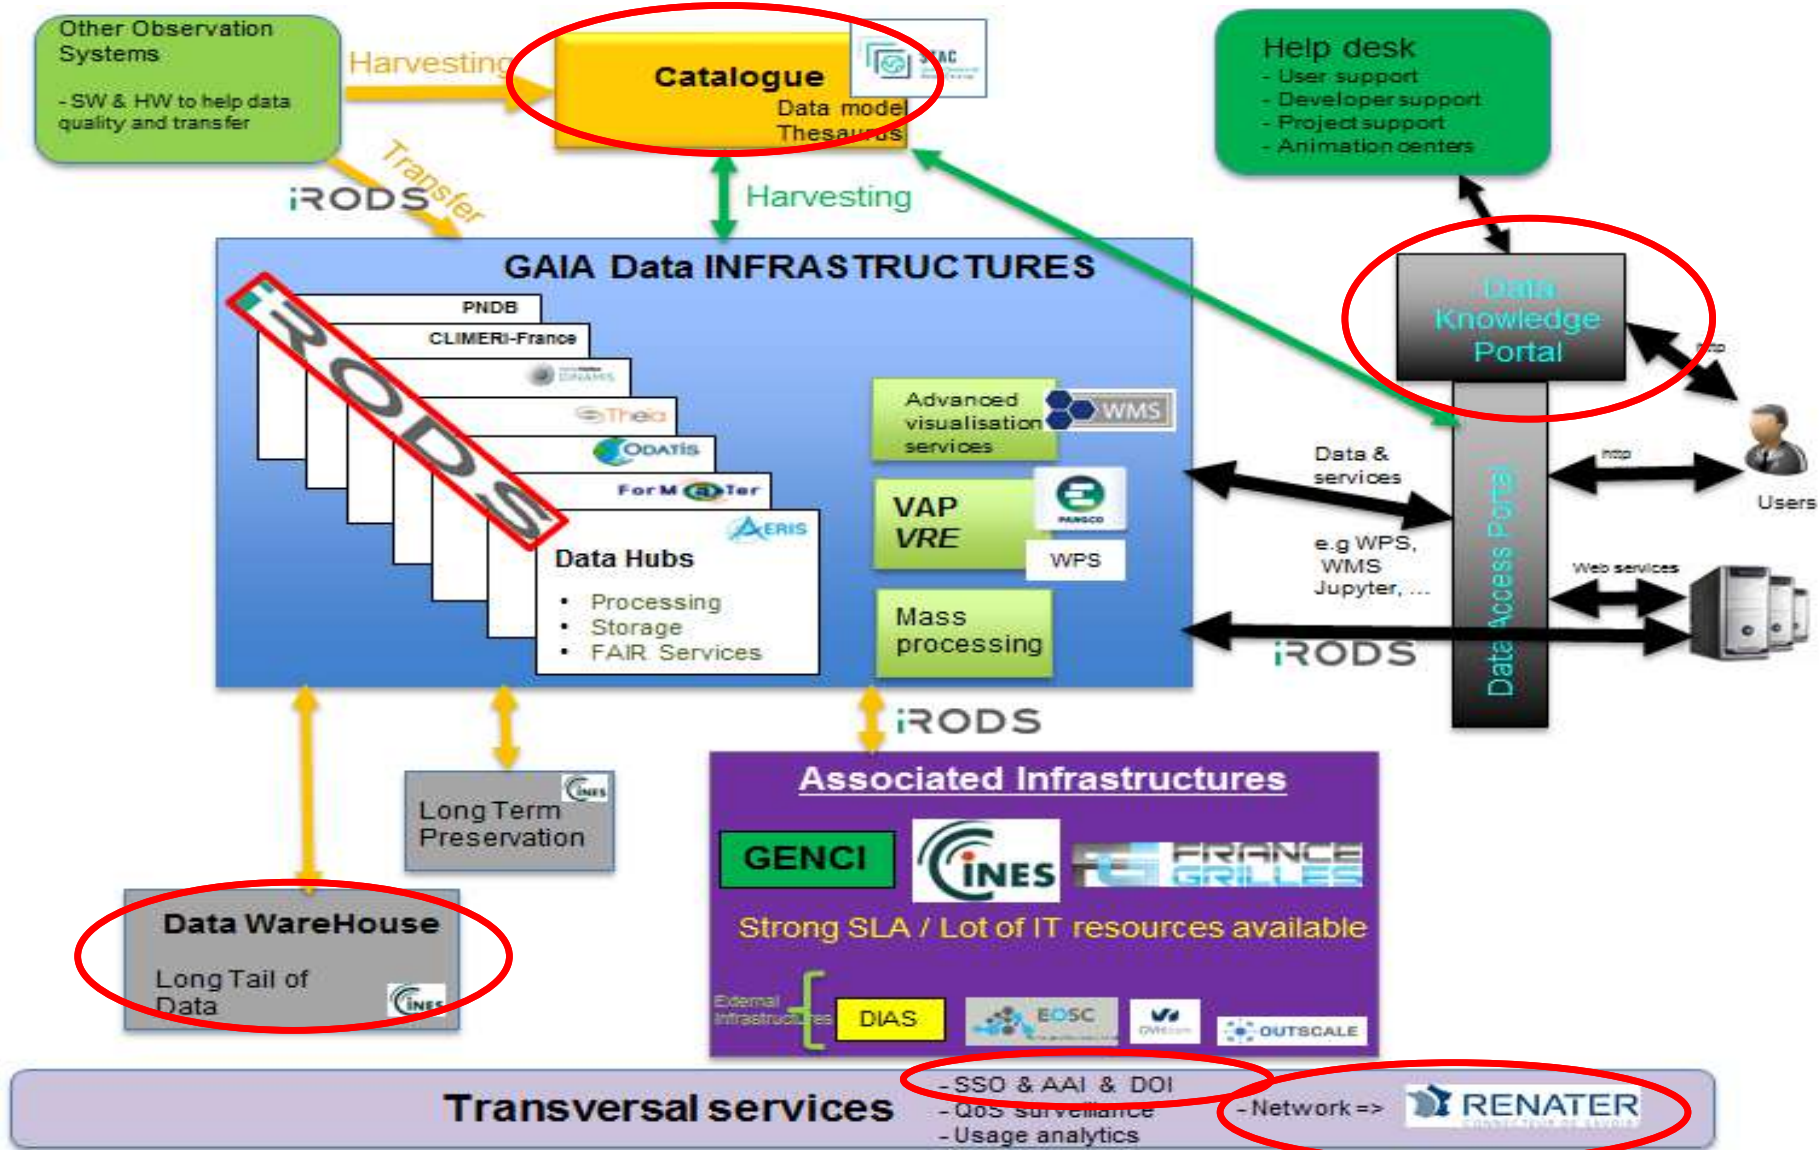 Other Observation
Systems
- SW & HW to help data
quality and transfer
Harvesting
Catalogue
Data model
Thesaurus
STAC
Help desk
- User support
- Developer support
- Project support
- Animation centers
Transfer
iRODS
Harvesting
GAIA Data INFRASTRUCTURES
iRODS
PNDB
CLIMERI-France
DINAMIS
Theia
ODATIS
ForM@Ter
AERIS
Data Hubs
• Processing
• Storage
• FAIR Services
Advanced
visualisation
services
WMS
VAP
VRE
PANGEO
WPS
Mass
processing
Data
Knowledge
Portal
http
Data &
services
http
Users
e.g WPS,
WMS
Jupyter, ...
Data Access Portal
Web services
iRODS
iRODS
Long Term
Preservation
CINES
Data WareHouse
Long Tail of
Data
CINES
Associated Infrastructures
GENCI
CINES
FRANCE
GRILLES
Strong SLA / Lot of IT resources available
External
Infrastructures
DIAS
EOSC
OUTSCALE
Transversal services
- SSO & AAI & DOI
- QoS surveillance
- Usage analytics
- Network =>
RENATER